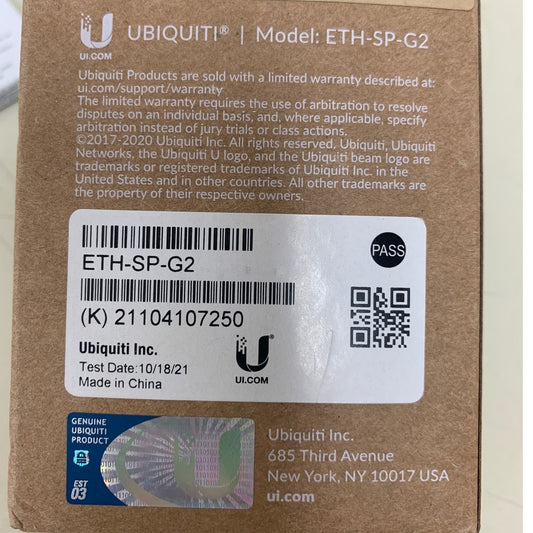 UBIQUITI® | Model: ETH-SP-G2
UI.COM
Ubiquiti Products are sold with a limited warranty described at:
ui.com/support/warranty
The limited warranty requires the use of arbitration to resolve
disputes on an individual basis, and, where applicable, specify
arbitration instead of jury trials or class actions.
©2017-2020 Ubiquiti Inc. All rights reserved. Ubiquiti, Ubiquiti
Networks, the Ubiquiti U logo, and the Ubiquiti beam logo are
trademarks or registered trademarks of Ubiquiti Inc. in the
United States and in other countries. All other trademarks are
the property of their respective owners.
PASS
ETH-SP-G2
(K) 21104107250
Ubiquiti Inc.
Test Date:10/18/21
Made in China
UI.COM
GENUINE
UBIQUITI
PRODUCT
EST
03
Ubiquiti Inc.
685 Third Avenue
New York, NY 10017 USA
ui.com